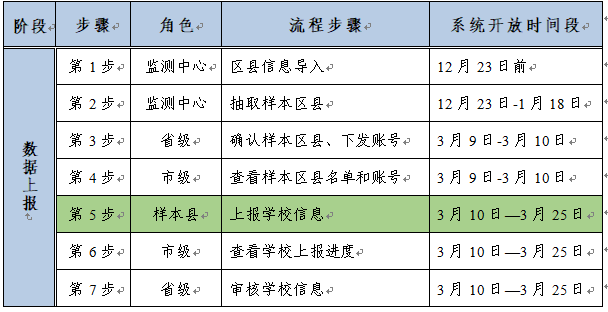 阶段 步骤 角色 流程步骤 系统开放时间段
数据上报
第 1 步 监测中心 区县信息导入 12 月 23 日前
第 2 步 监测中心 抽取样本区县 12 月 23 日-1 月 18 日
第 3 步 省级 确认样本区县、下发账号 3 月 9 日-3 月 10 日
第 4 步 市级 查看样本区县名单和账号 3 月 9 日-3 月 10 日
第 5 步 样本县 上报学校信息 3 月 10 日—3 月 25 日
第 6 步 市级 查看学校上报进度 3 月 10 日—3 月 25 日
第 7 步 省级 审核学校信息 3 月 10 日—3 月 25 日